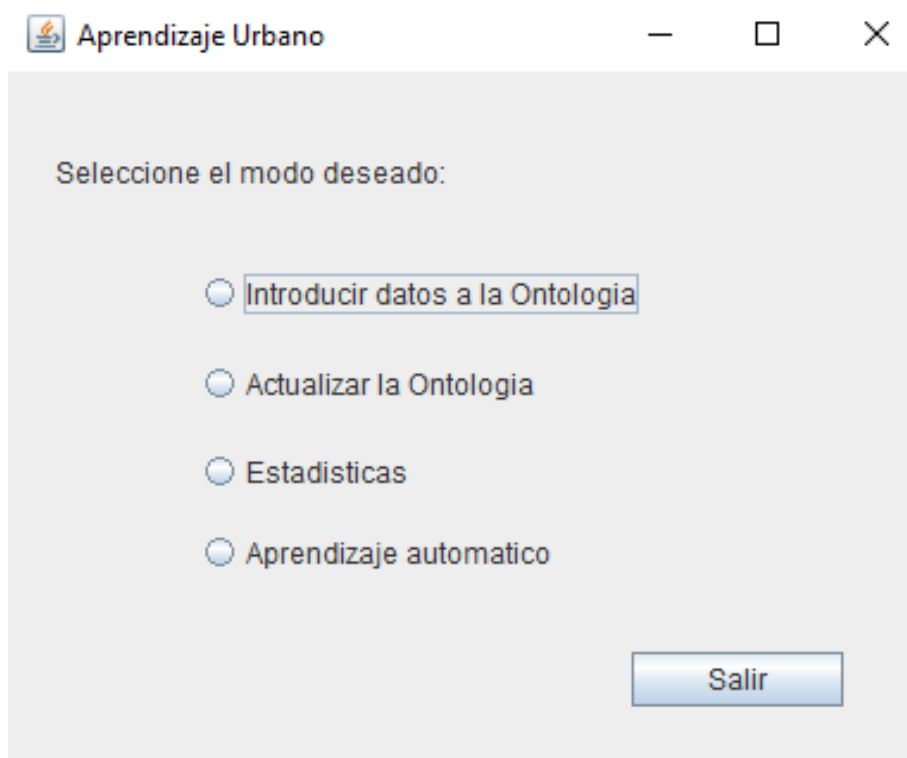 Aprendizaje Urbano
Seleccione el modo deseado:
Introducir datos a la Ontologia
Actualizar la Ontologia
Estadisticas
Aprendizaje automatico
Salir